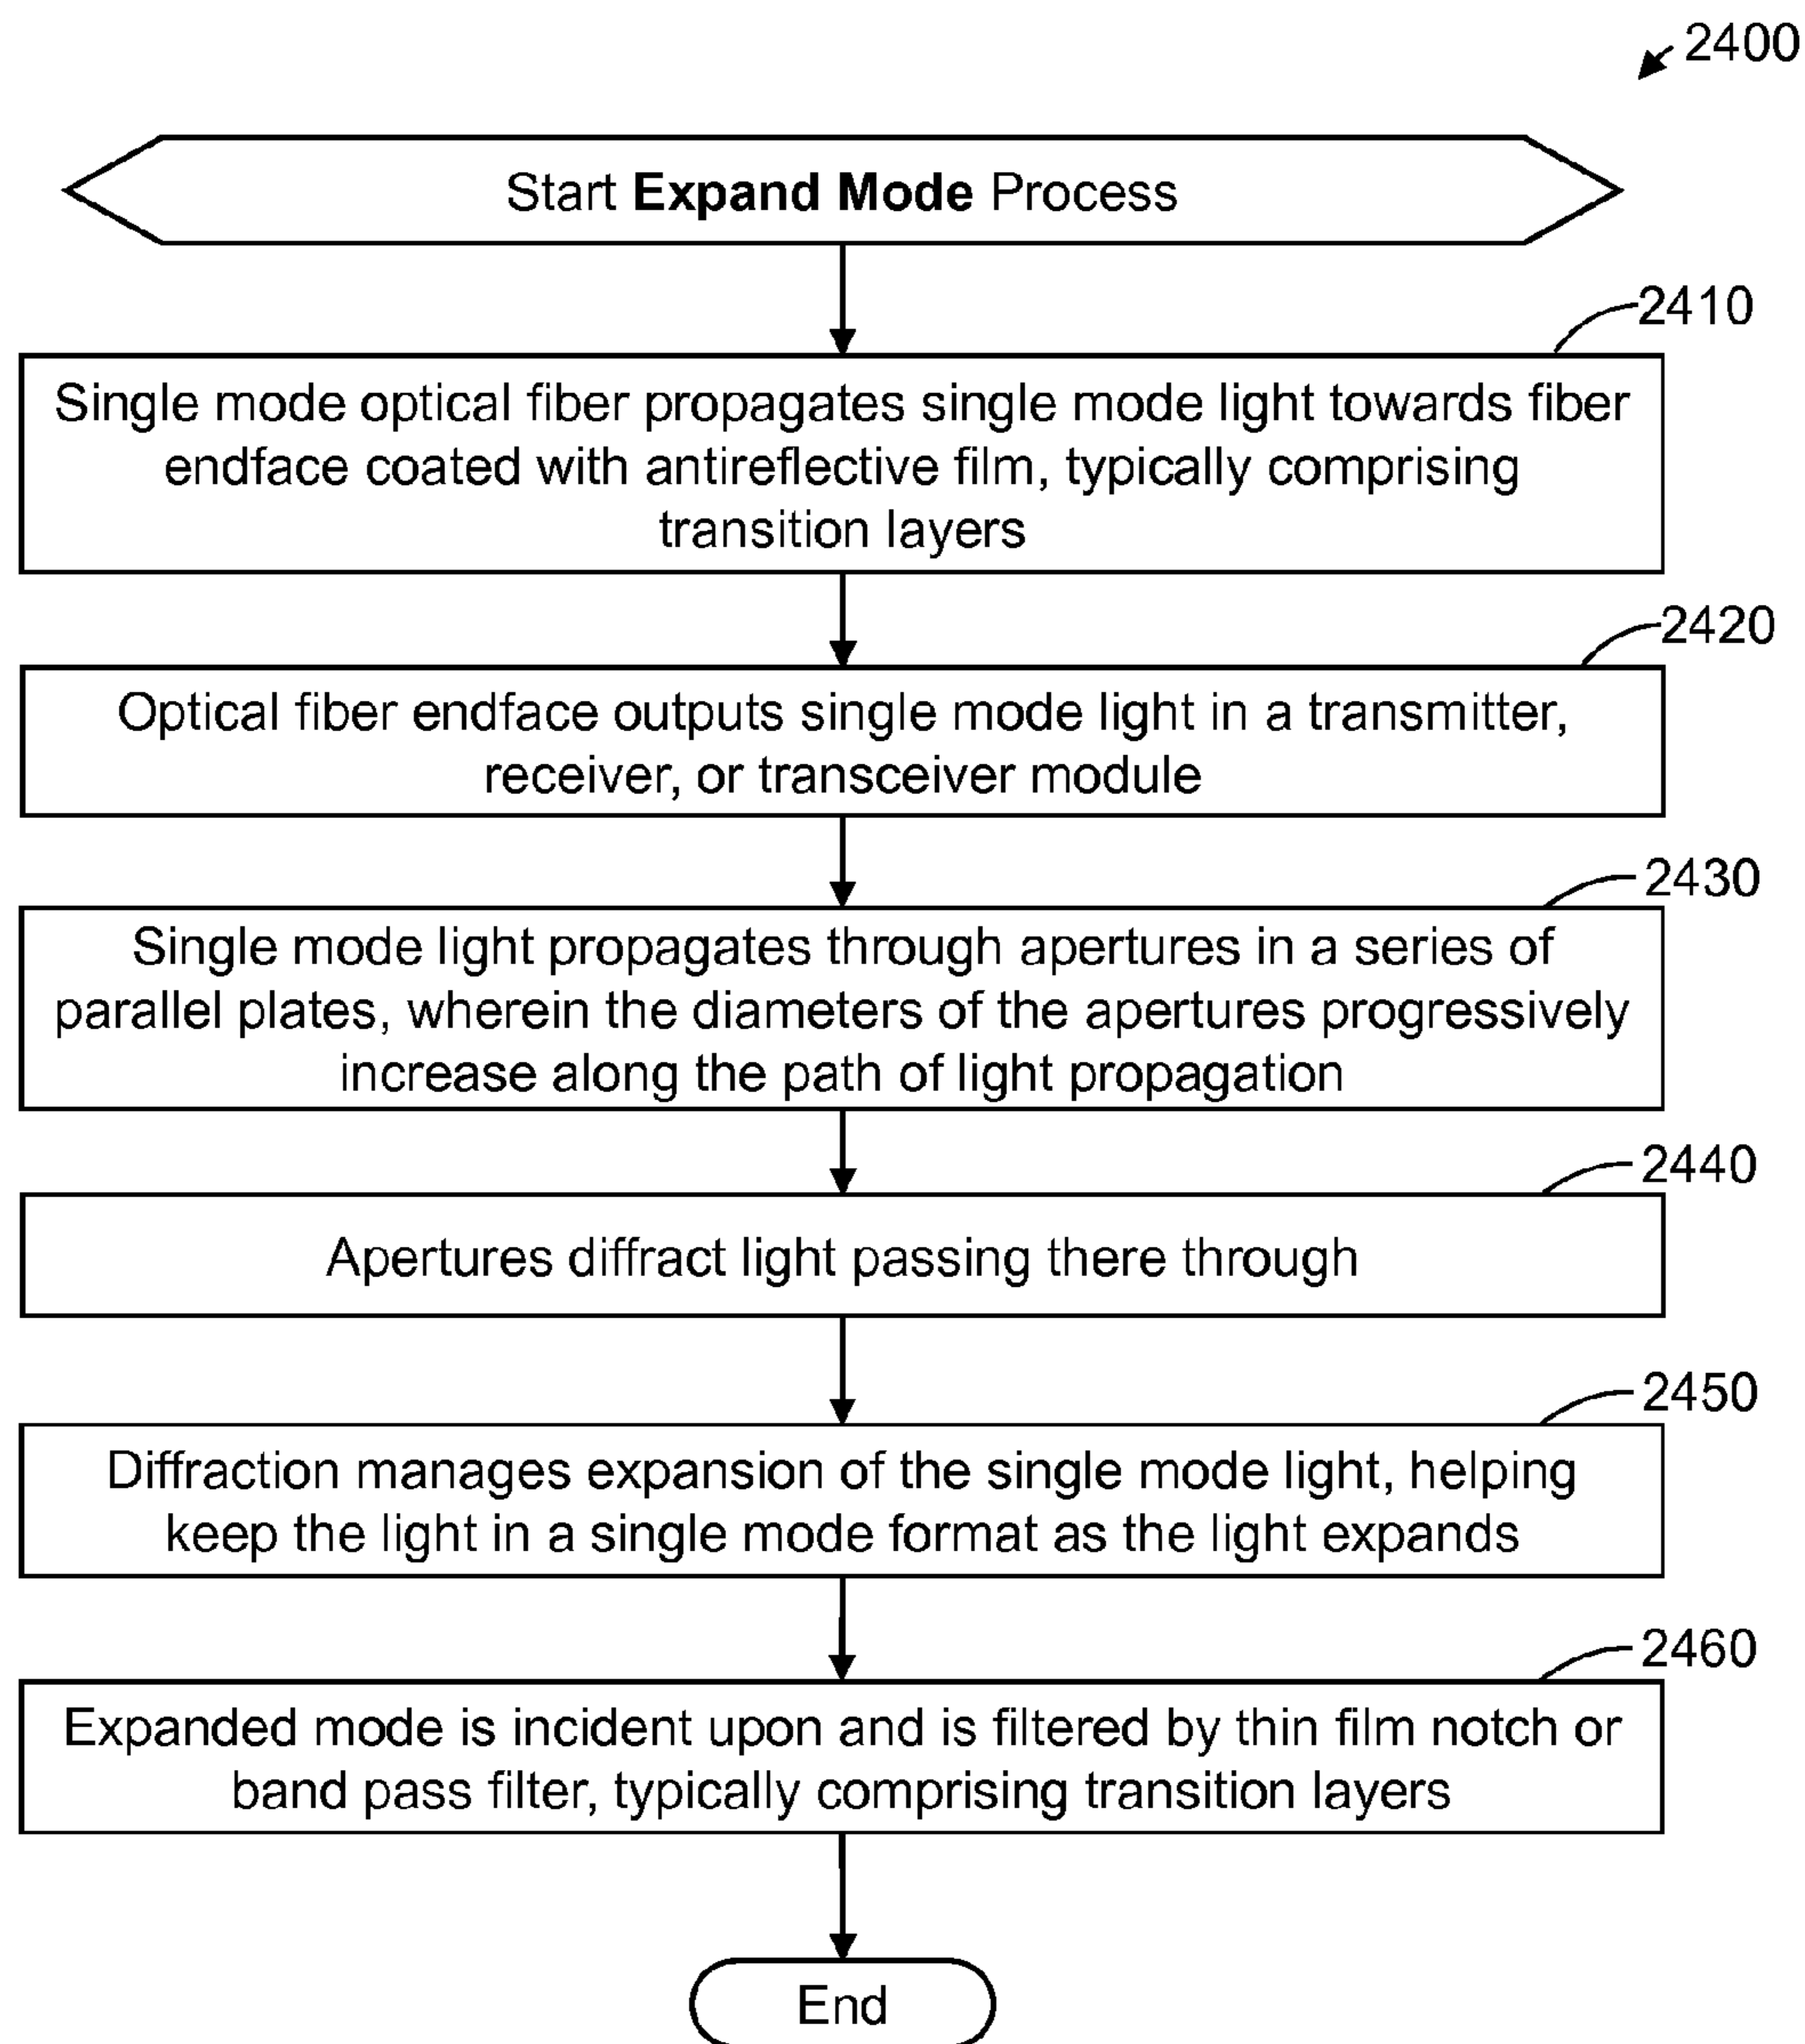 2400
Start Expand Mode Process
2410
Single mode optical fiber propagates single mode light towards fiber
endface coated with antireflective film, typically comprising
transition layers
2420
Optical fiber endface outputs single mode light in a transmitter,
receiver, or transceiver module
2430
Single mode light propagates through apertures in a series of
parallel plates, wherein the diameters of the apertures progressively
increase along the path of light propagation
2440
Apertures diffract light passing there through
2450
Diffraction manages expansion of the single mode light, helping
keep the light in a single mode format as the light expands
2460
Expanded mode is incident upon and is filtered by thin film notch or
band pass filter, typically comprising transition layers
End